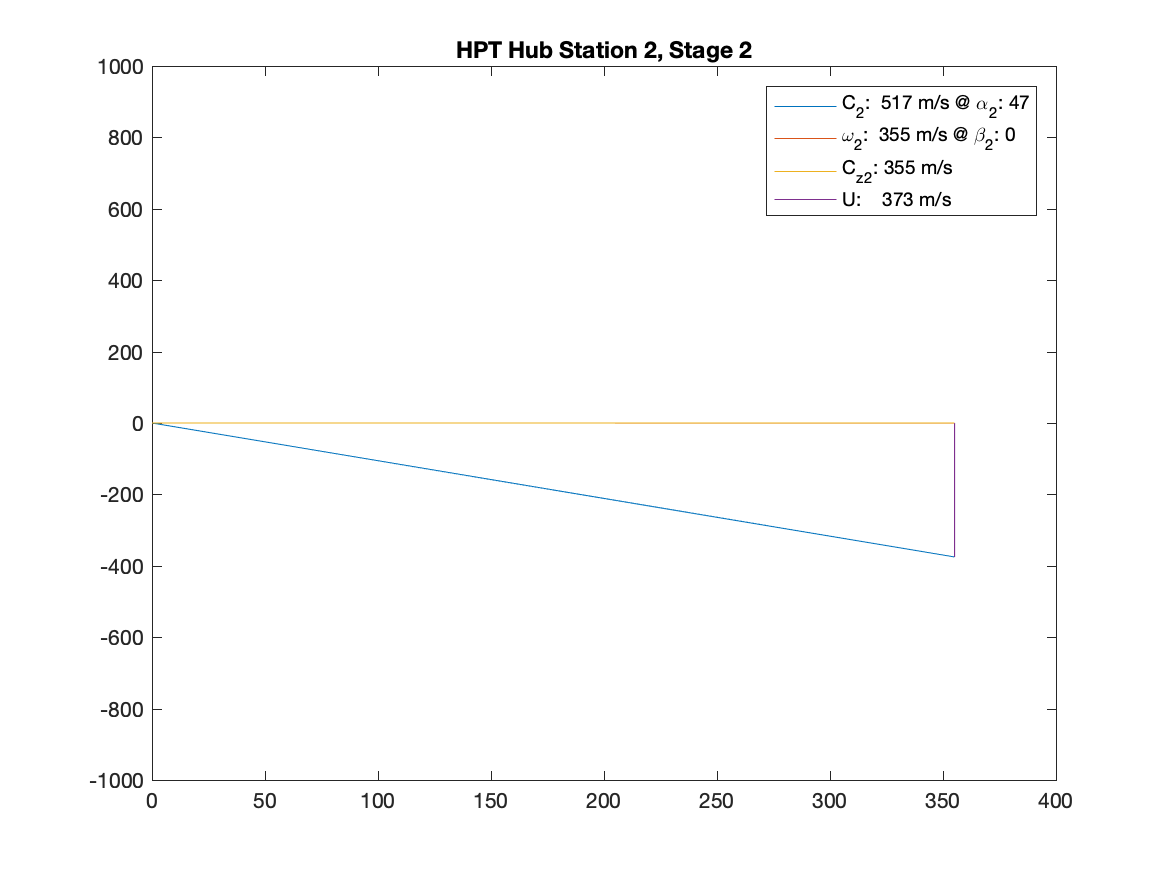 HPT Hub Station 2, Stage 2
1000
800
600
400
200
0
-200
-400
-600
-800
-1000
0 50 100 150 200 250 300 350 400
C2: 517 m/s @ α2: 47
ω2: 355 m/s @ β2: 0
Cz2: 355 m/s
U: 373 m/s